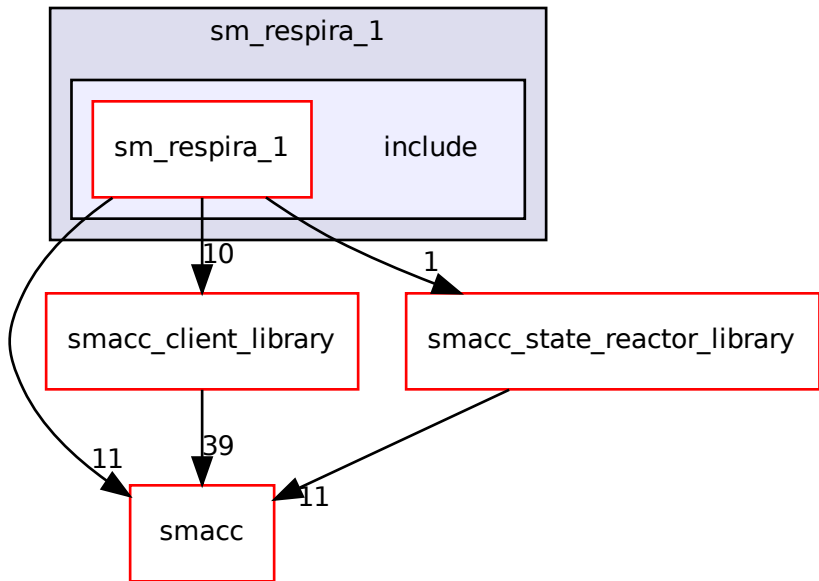 sm_respira_1
sm_respira_1
include
10
1
smacc_client_library
smacc_state_reactor_library
11
39
11
smacc